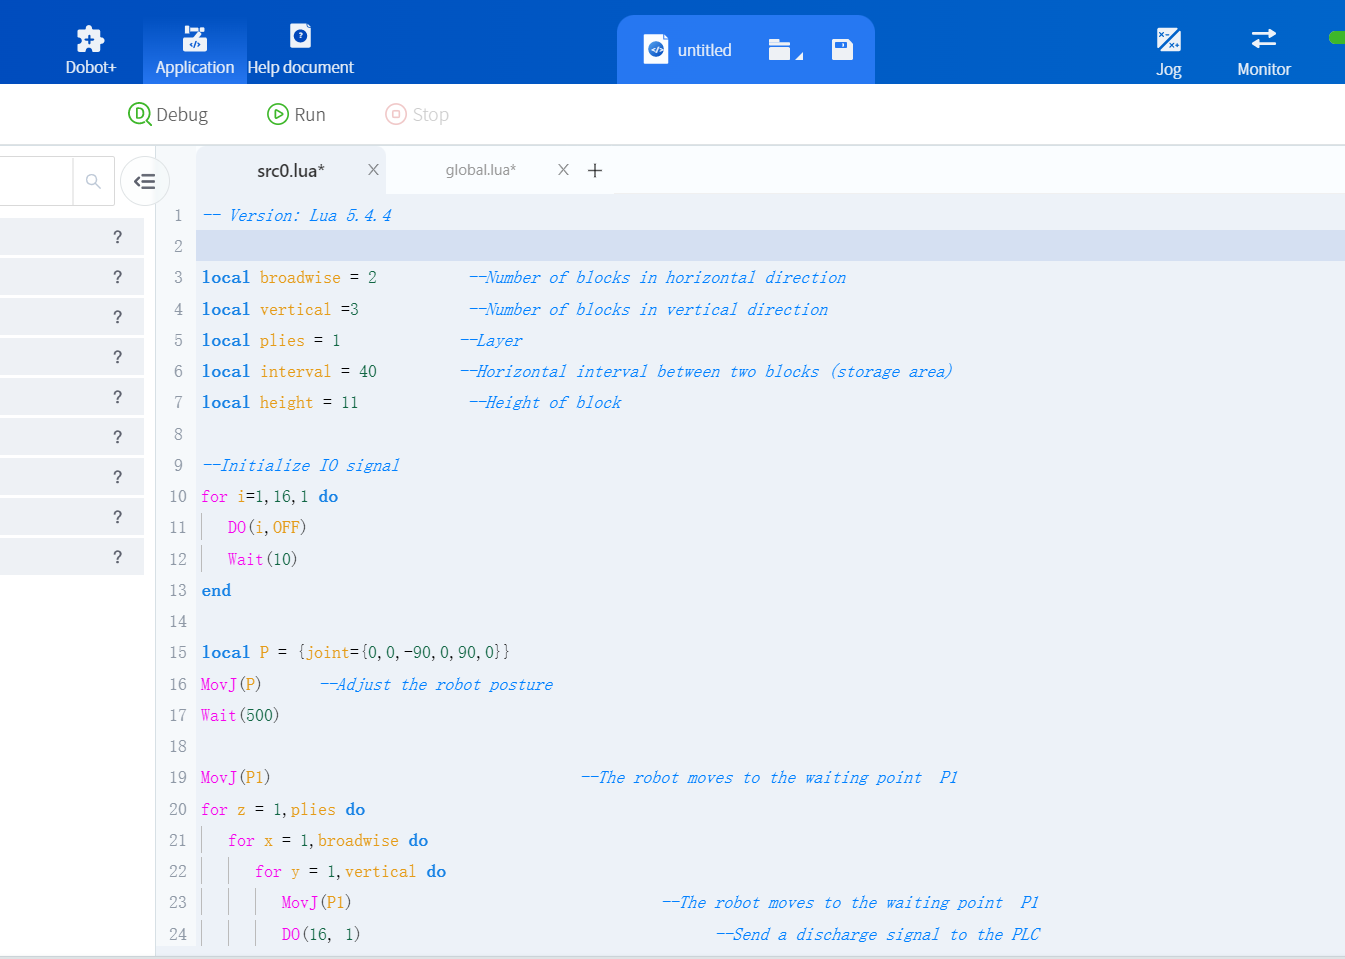 Dobot+
Application
Help document
untitled
Jog
Monitor
Debug
Run
Stop
src0.lua*
global.lua*
?
?
?
?
?
?
?
?
?
1 -- Version: Lua 5.4.4
2
3 local broadwise = 2 --Number of blocks in horizontal direction
4 local vertical =3 --Number of blocks in vertical direction
5 local plies = 1 --Layer
6 local interval = 40 --Horizontal interval between two blocks (storage area)
7 local height = 11 --Height of block
8
9 --Initialize IO signal
10 for i=1,16,1 do
11 DO(i,OFF)
12 Wait(10)
13 end
14
15 local P = {joint={0,0,-90,0,90,0}}
16 MovJ(P) --Adjust the robot posture
17 Wait(500)
18
19 MovJ(P1) --The robot moves to the waiting point P1
20 for z = 1,plies do
21 for x = 1,broadwise do
22 for y = 1,vertical do
23 MovJ(P1) --The robot moves to the waiting point P1
24 DO(16, 1) --Send a discharge signal to the PLC